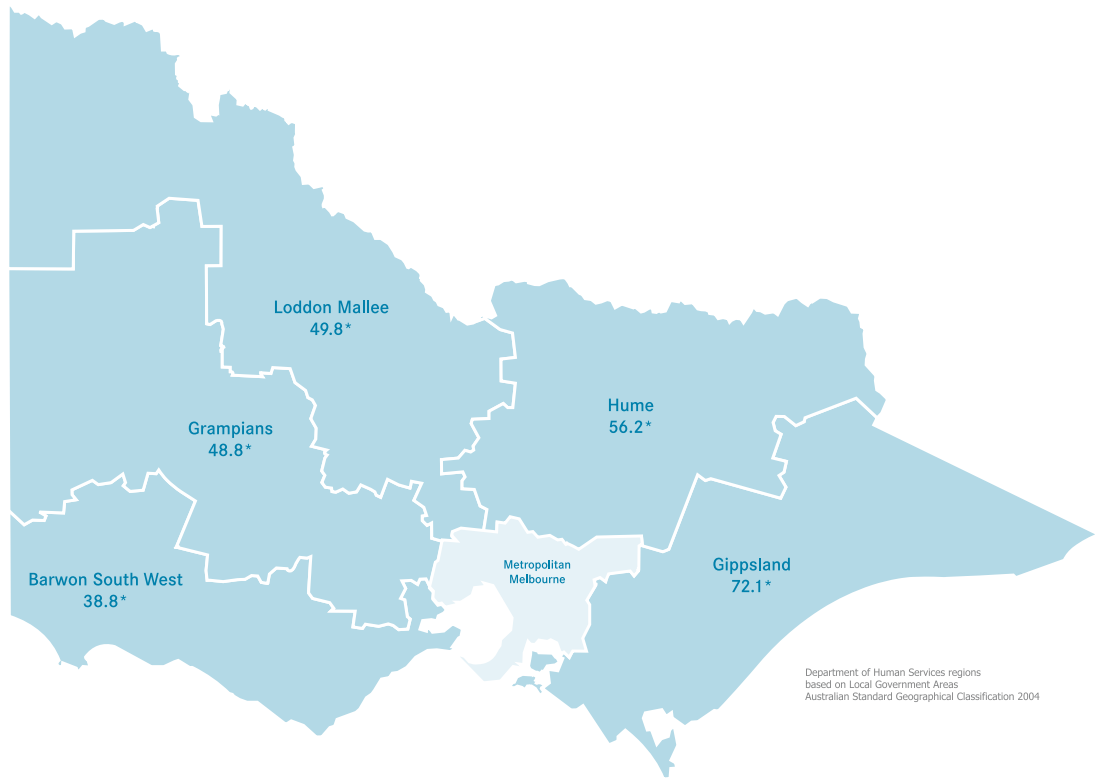 Loddon Mallee
49.8*
Hume
56.2*
Grampians
48.8*
Metropolitan
Melbourne
Gippsland
72.1*
Barwon South West
38.8*
Department of Human Services regions
based on Local Government Areas
Australian Standard Geographical Classification 2004